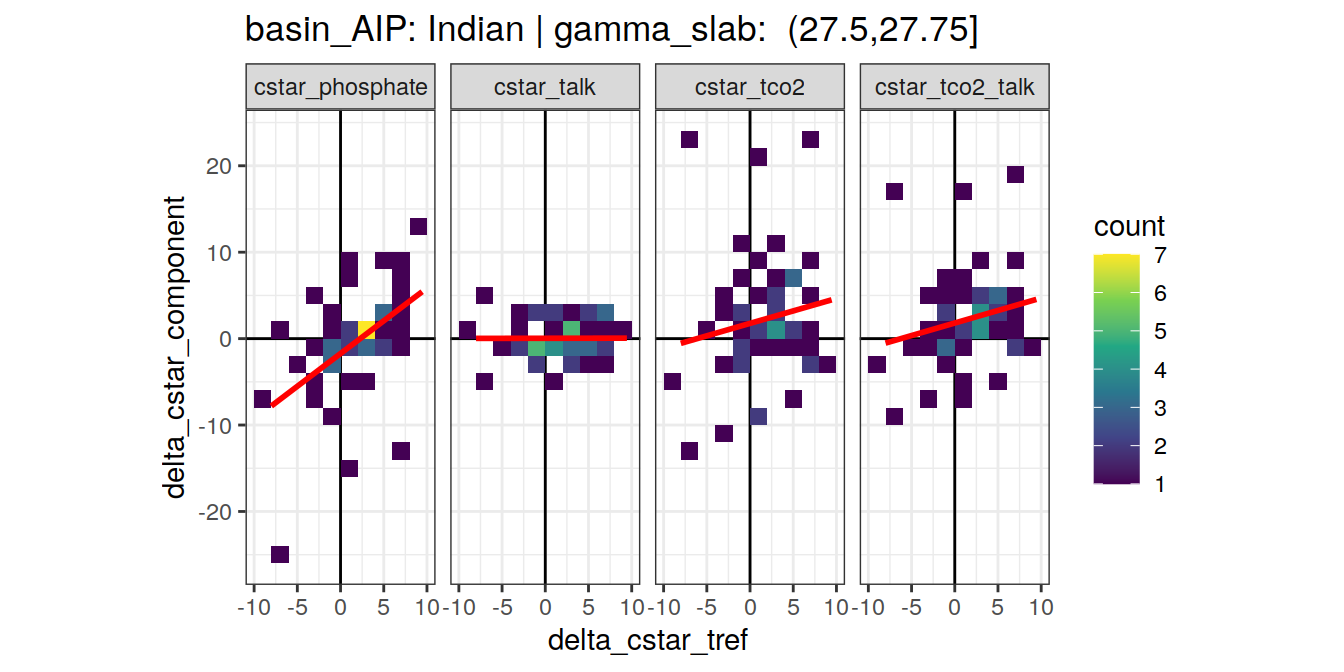 basin_AIP: Indian | gamma_slab:  (27.5,27.75]
cstar_phosphate cstar_talk cstar_tco2 cstar_tco2_talk
delta_cstar_component
20
10
0
-10
-20
-10 -5 0 5 10 -10 -5 0 5 10 -10 -5 0 5 10 -10 -5 0 5 10
delta_cstar_tref
count
7
6
5
4
3
2
1